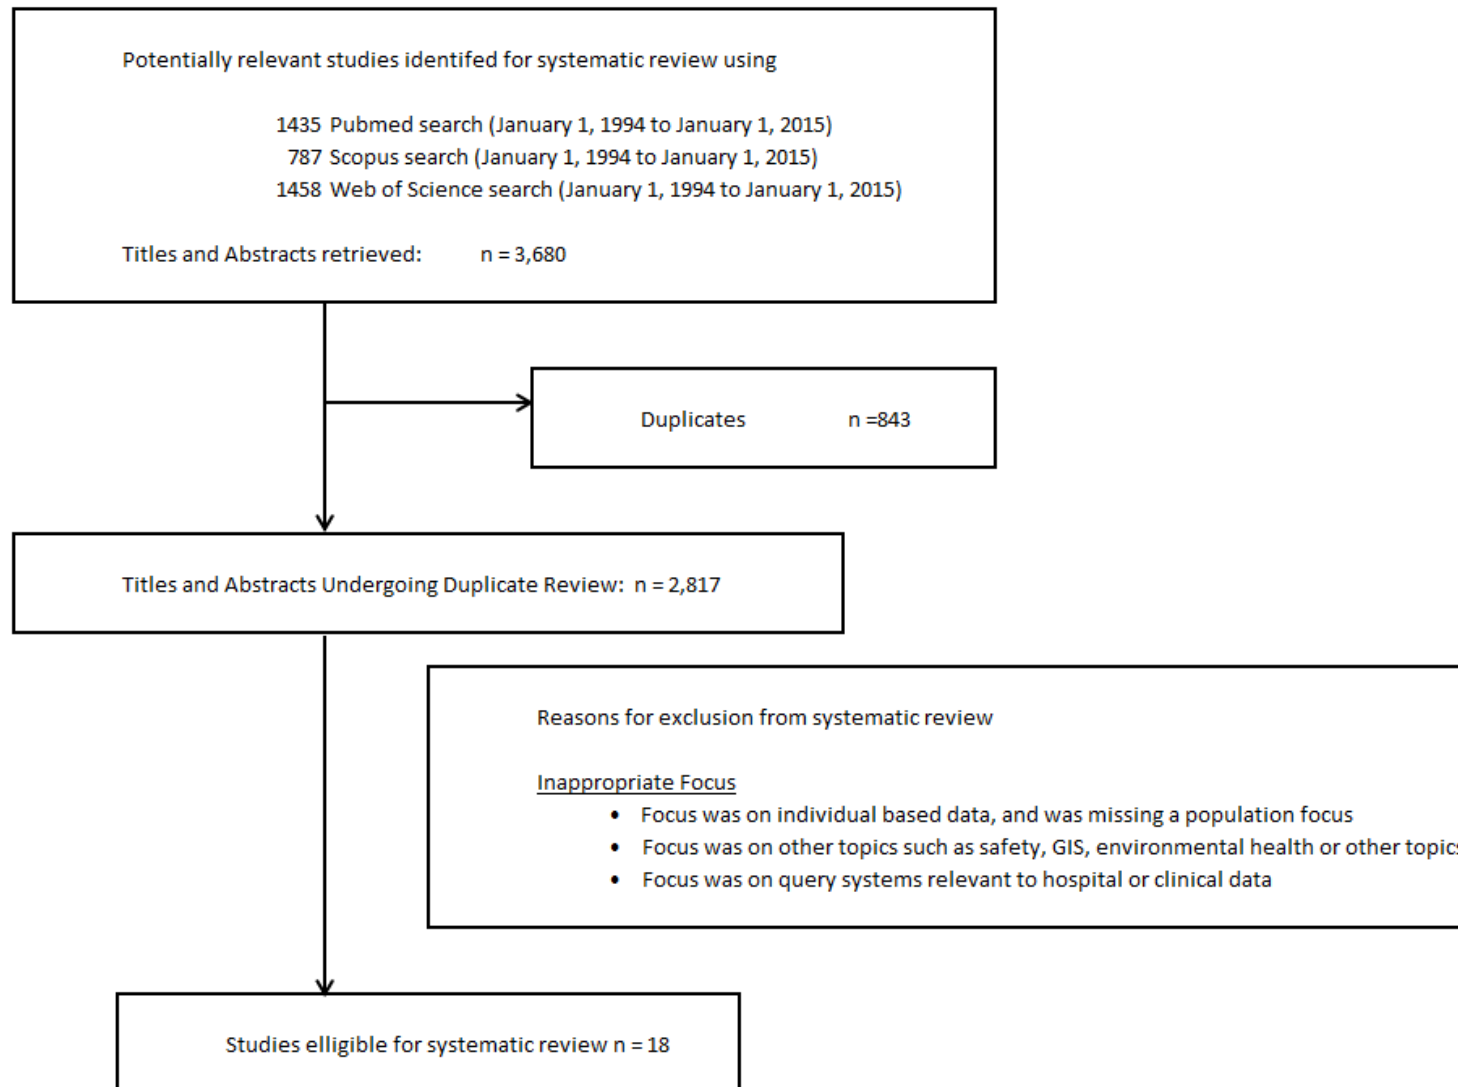 Potentially relevant studies identifed for systematic review using
1435 Pubmed search (January 1, 1994 to January 1, 2015)
787 Scopus search (January 1, 1994 to January 1, 2015)
1458 Web of Science search (January 1, 1994 to January 1, 2015)
Titles and Abstracts retrieved: n = 3,680
Duplicates n =843
Titles and Abstracts Undergoing Duplicate Review: n = 2,817
Reasons for exclusion from systematic review
Inappropriate Focus
• Focus was on individual based data, and was missing a population focus
• Focus was on other topics such as safety, GIS, environmental health or other topics
• Focus was on query systems relevant to hospital or clinical data
Studies elligible for systematic review n = 18